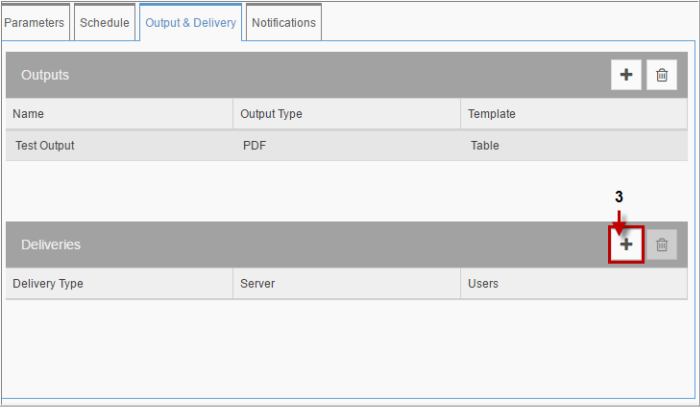 Parameters Schedule Output & Delivery Notifications
Outputs
Name Output Type Template
Test Output PDF Table
3
Deliveries
Delivery Type Server Users